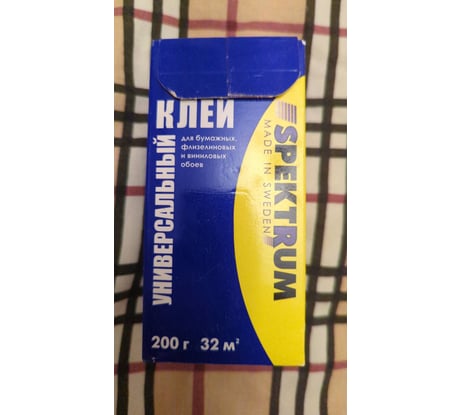 УНИВЕРСАЛЬНЫЙ
КЛЕЙ
для бумажных,
флизелиновых
и виниловых
обоев
SPEKTRUM
MADE IN SWEDEN
200 г 32 м²